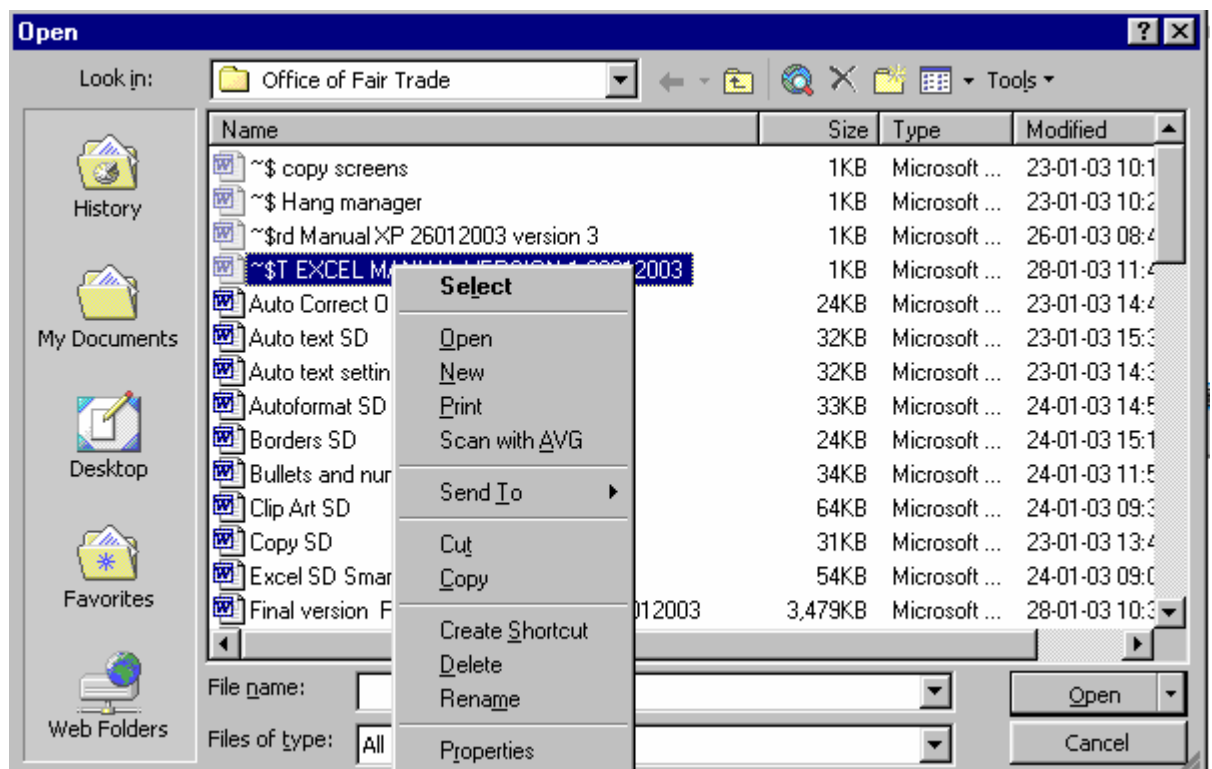 Open
Look in: Office of Fair Trade Tools
Name Size Type Modified
~$ copy screens 1KB Microsoft ... 23-01-03 10:1
~$ Hang manager 1KB Microsoft ... 23-01-03 10:2
~$rd Manual XP 26012003 version 3 1KB Microsoft ... 26-01-03 08:4
~$T EXCEL 2003 1KB Microsoft ... 28-01-03 11:4
Auto Correct O 24KB Microsoft ... 23-01-03 14:4
Auto text SD 32KB Microsoft ... 23-01-03 15:3
Auto text settin 32KB Microsoft ... 23-01-03 14:3
Autoformat SD 33KB Microsoft ... 24-01-03 14:5
Borders SD 24KB Microsoft ... 24-01-03 15:1
Bullets and nur 34KB Microsoft ... 24-01-03 11:5
Clip Art SD 64KB Microsoft ... 24-01-03 09:3
Copy SD 31KB Microsoft ... 23-01-03 13:4
Excel SD Smar 54KB Microsoft ... 24-01-03 09:0
Final version F 012003 3,479KB Microsoft ... 28-01-03 10:3
History
My Documents
Desktop
Favorites
Web Folders
Select
Open
New
Print
Scan with AVG
Send To
Cut
Copy
Create Shortcut
Delete
Rename
Properties
File name: Open
Files of type: All Cancel